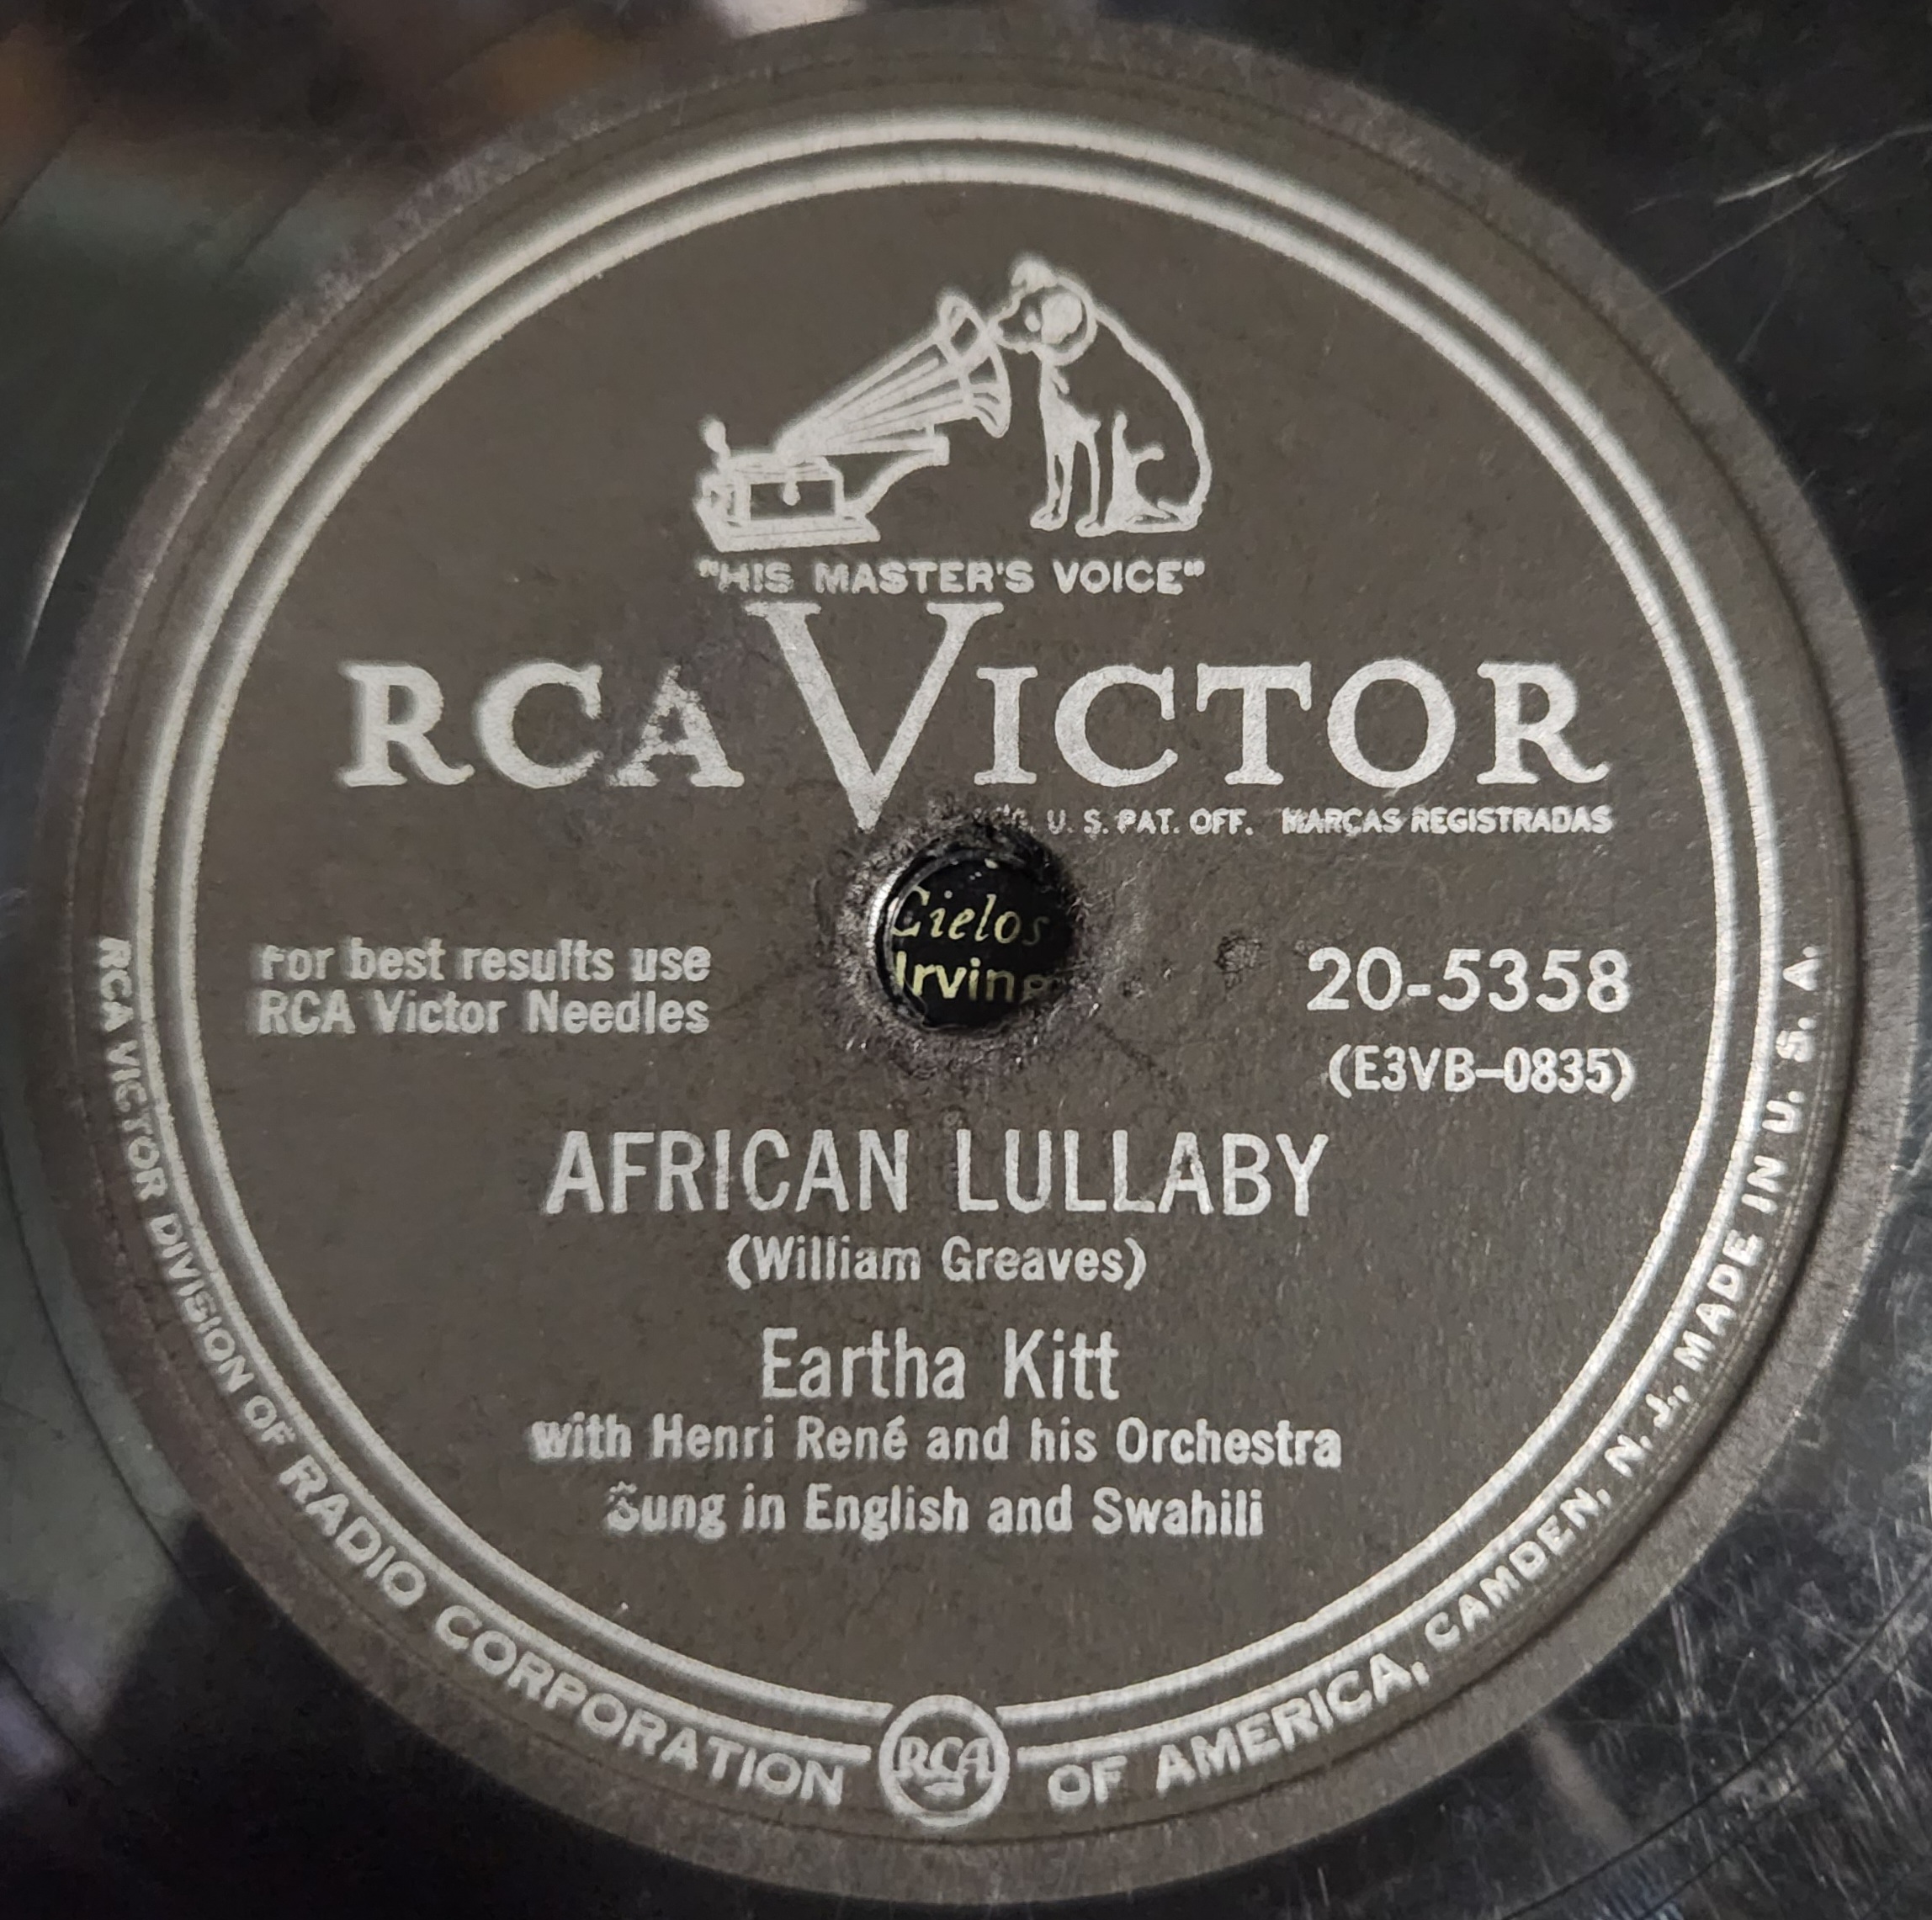 "HIS MASTER'S VOICE"
RCA VICTOR
U. S. PAT. OFF. MARCAS REGISTRADAS
Cielos
Irving
For best results use
RCA Victor Needles
20-5358
(E3VB-0835)
AFRICAN LULLABY
(William Greaves)
Eartha Kitt
with Henri René and his Orchestra
Sung in English and Swahili
RCA VICTOR DIVISION OF RADIO CORPORATION OF AMERICA, CAMDEN, N. J., MADE IN U. S. A.
RCA